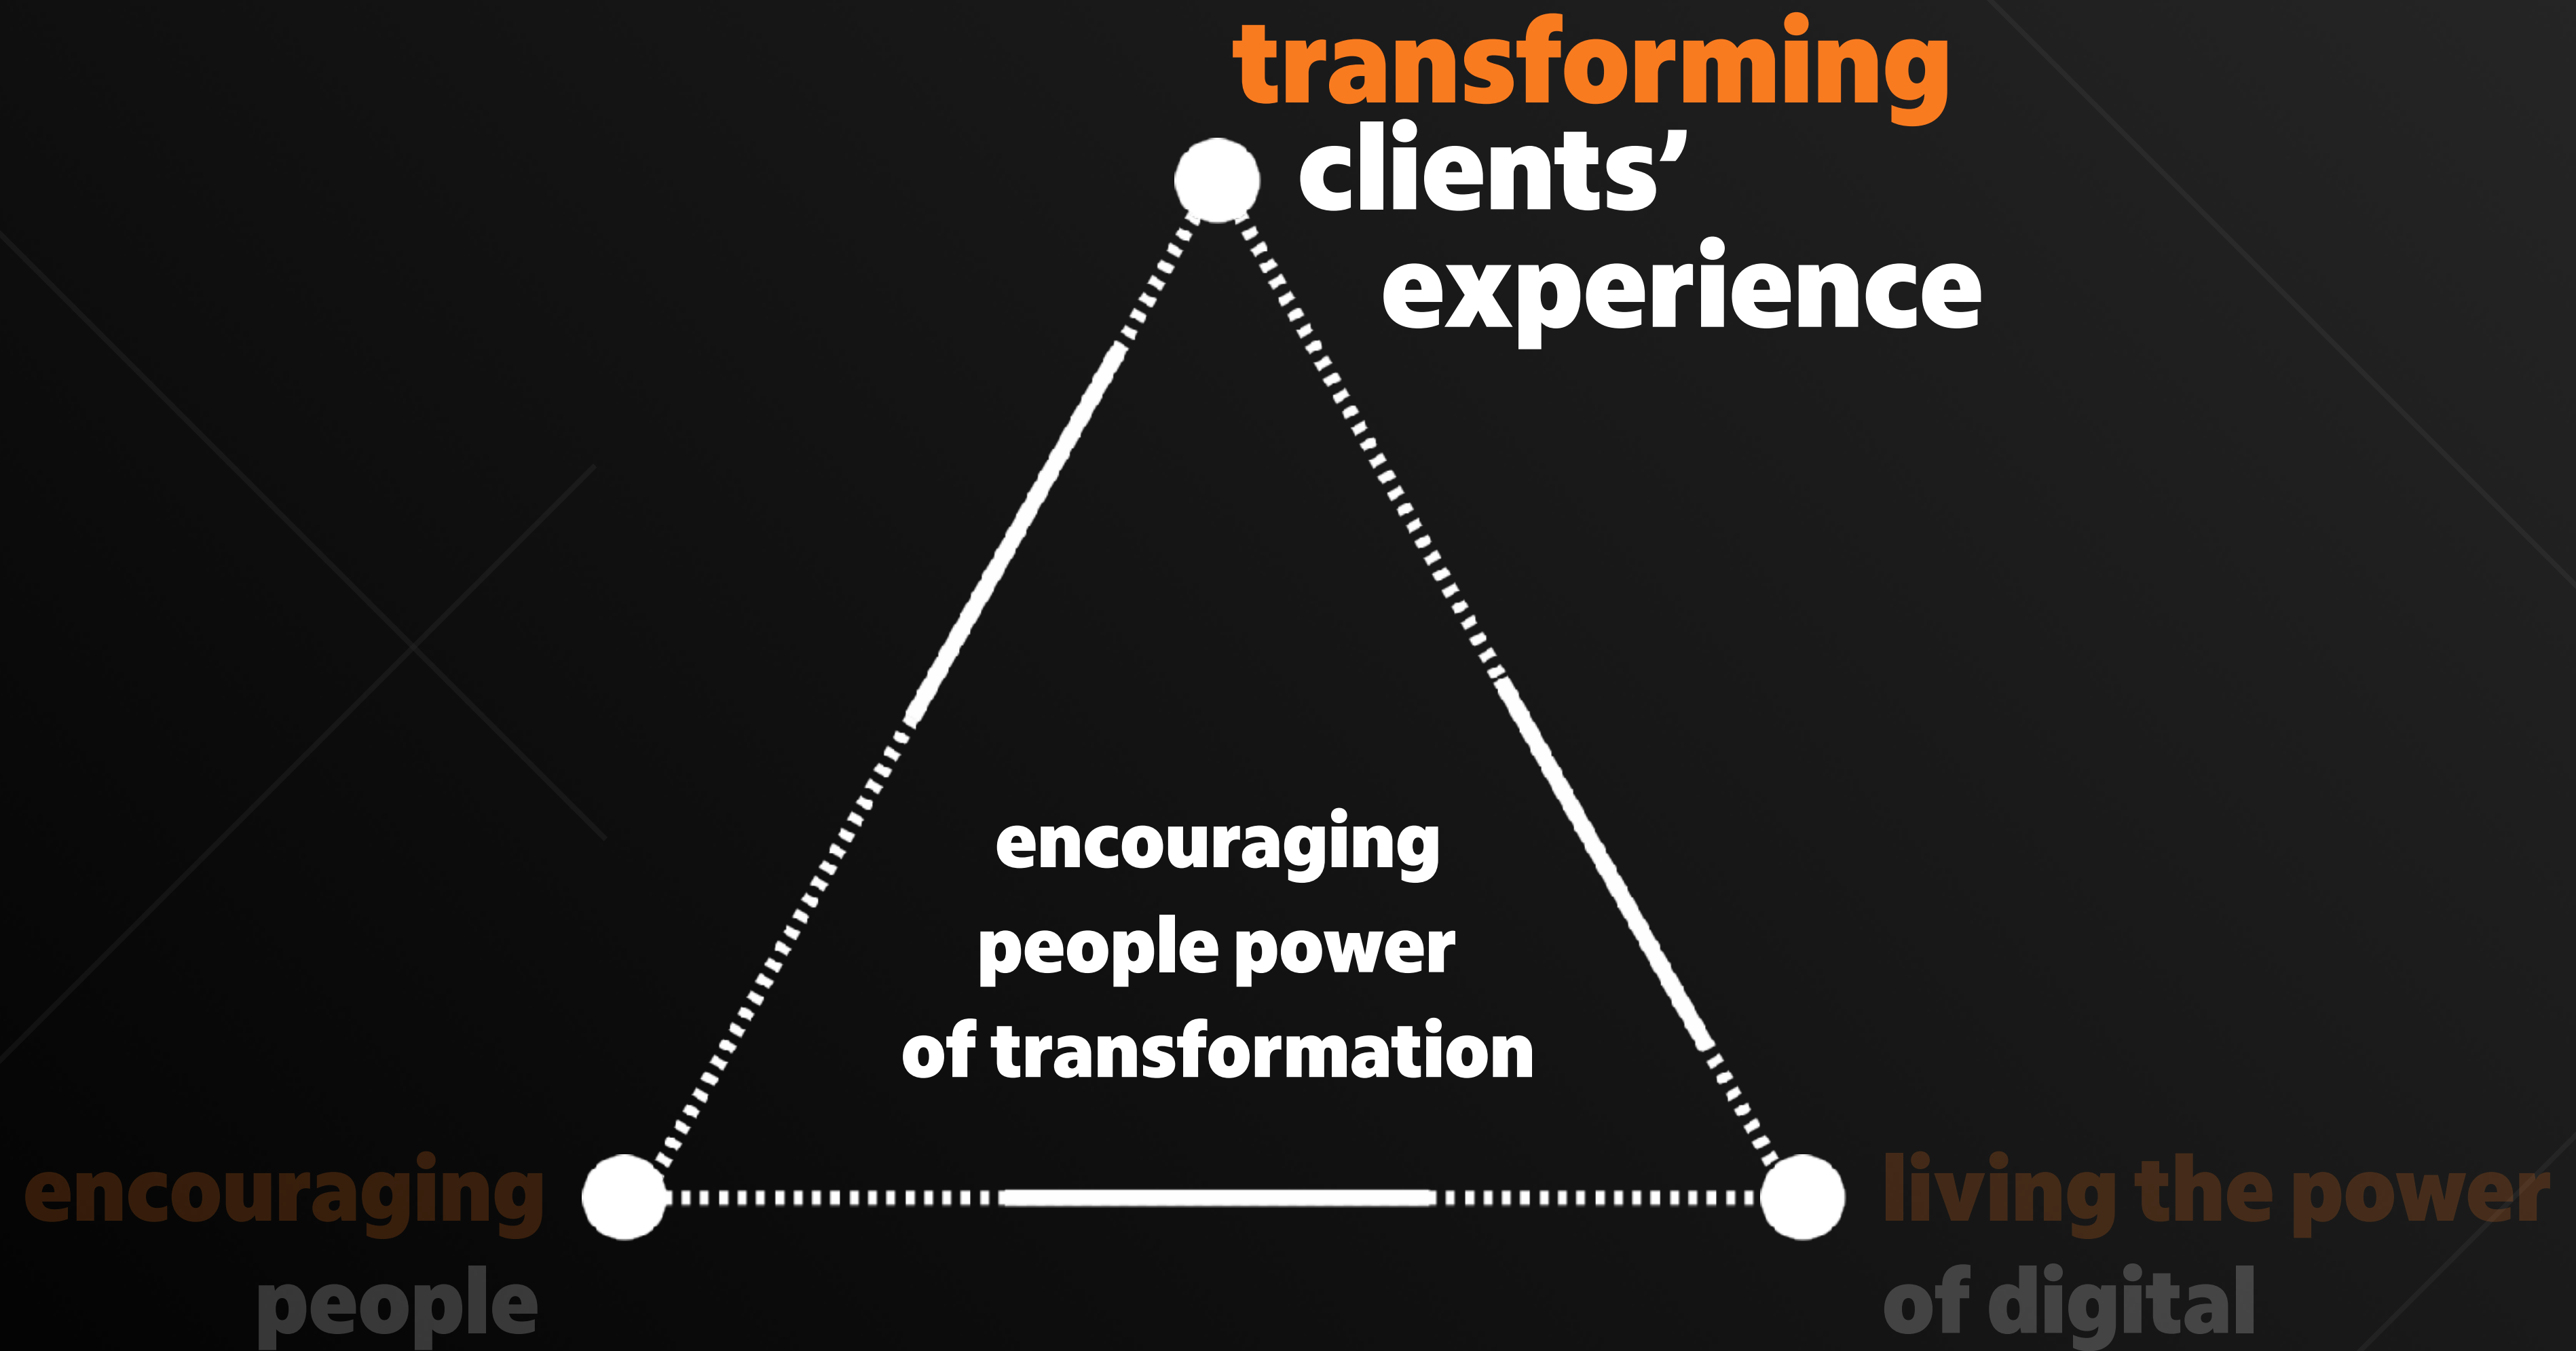 transforming
clients’
experience
encouraging
people power
of transformation
encouraging
people
living the power
of digital